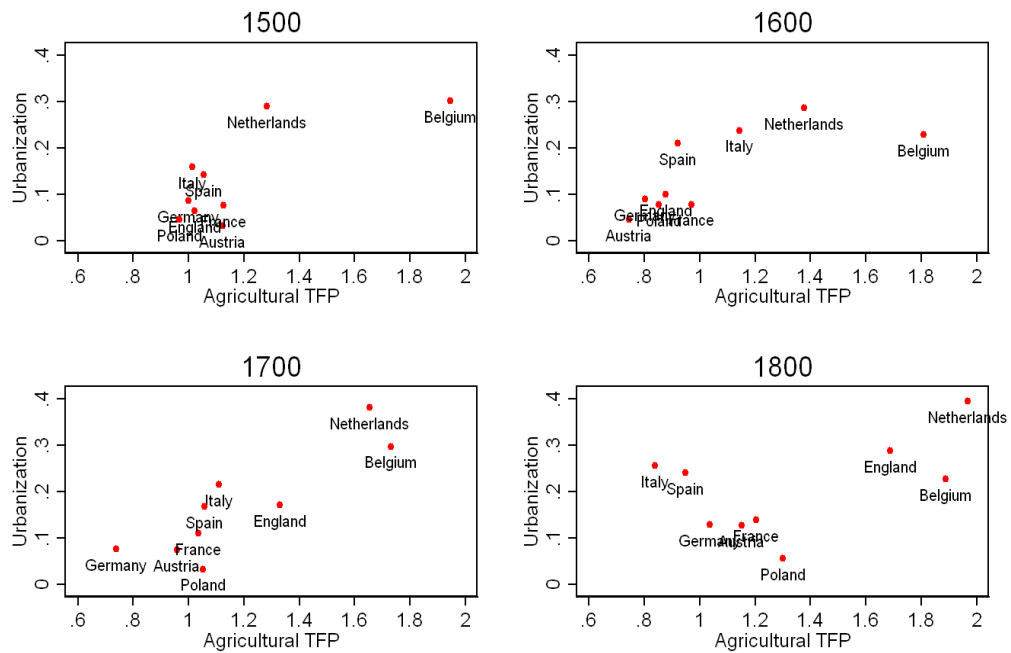 1500
.4
.3
.2
.1
0
Urbanization
Netherlands
Belgium
Italy
Spain
Germany
France
England
Poland
Austria
.6 .8 1 1.2 1.4 1.6 1.8 2
Agricultural TFP
1600
.4
.3
.2
.1
0
Urbanization
Netherlands
Italy
Belgium
Spain
England
Germany
Poland
France
Austria
.6 .8 1 1.2 1.4 1.6 1.8 2
Agricultural TFP
1700
.4
.3
.2
.1
0
Urbanization
Netherlands
Belgium
Italy
England
Spain
France
Germany
Austria
Poland
.6 .8 1 1.2 1.4 1.6 1.8 2
Agricultural TFP
1800
.4
.3
.2
.1
0
Urbanization
Netherlands
England
Italy
Spain
Belgium
France
Germany
Austria
Poland
.6 .8 1 1.2 1.4 1.6 1.8 2
Agricultural TFP